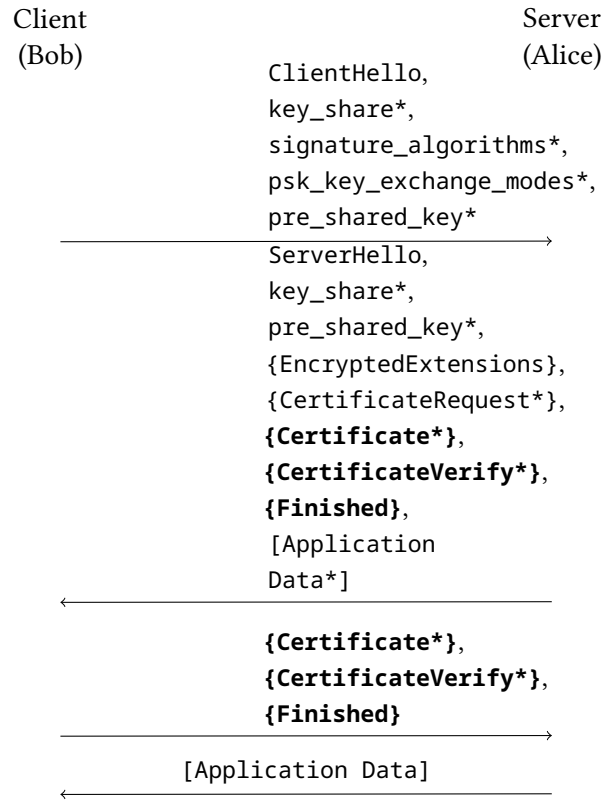 Client Server
(Bob) (Alice)
ClientHello,
key_share*,
signature_algorithms*,
psk_key_exchange_modes*,
pre_shared_key*
ServerHello,
key_share*,
pre_shared_key*,
{EncryptedExtensions},
{CertificateRequest*},
{Certificate*},
{CertificateVerify*},
{Finished},
[Application
Data*]
{Certificate*},
{CertificateVerify*},
{Finished}
[Application Data]